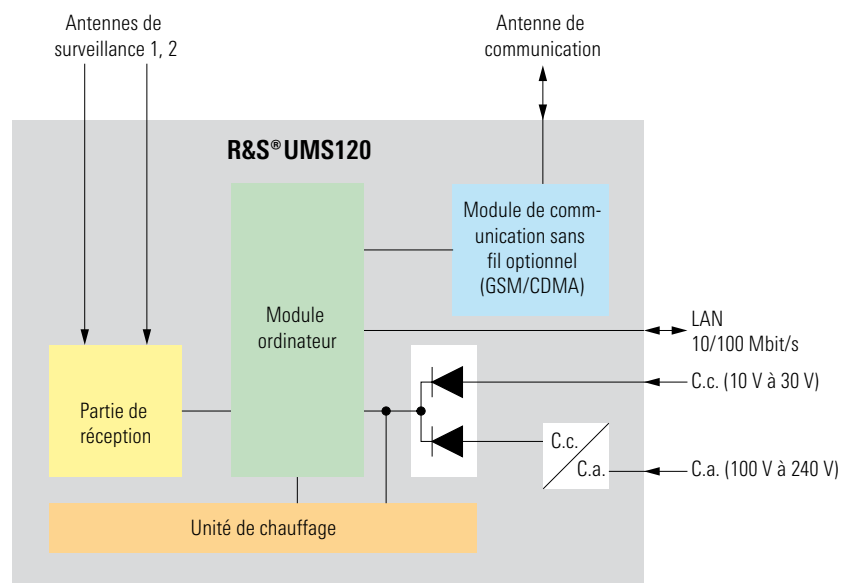 Antennes de
surveillance 1, 2
Antenne de
communication
R&S® UMS120
Module de comm-
unication sans
fil optionnel
(GSM/CDMA)
Module
ordinateur
LAN
10/100 Mbit/s
C.c. (10 V à 30 V)
Partie de
réception
C.c.
C.a.
C.a. (100 V à 240 V)
Unité de chauffage